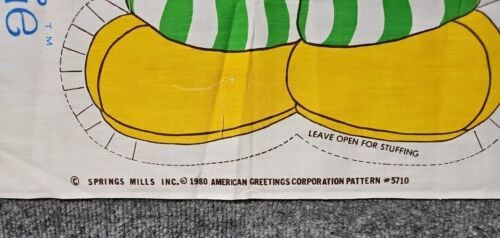 T.M.
LEAVE OPEN FOR STUFFING
© SPRINGS MILLS INC. © 1980 AMERICAN GREETINGS CORPORATION PATTERN #5710